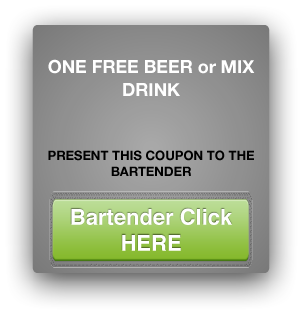 ONE FREE BEER or MIX
DRINK
PRESENT THIS COUPON TO THE
BARTENDER
Bartender Click
HERE